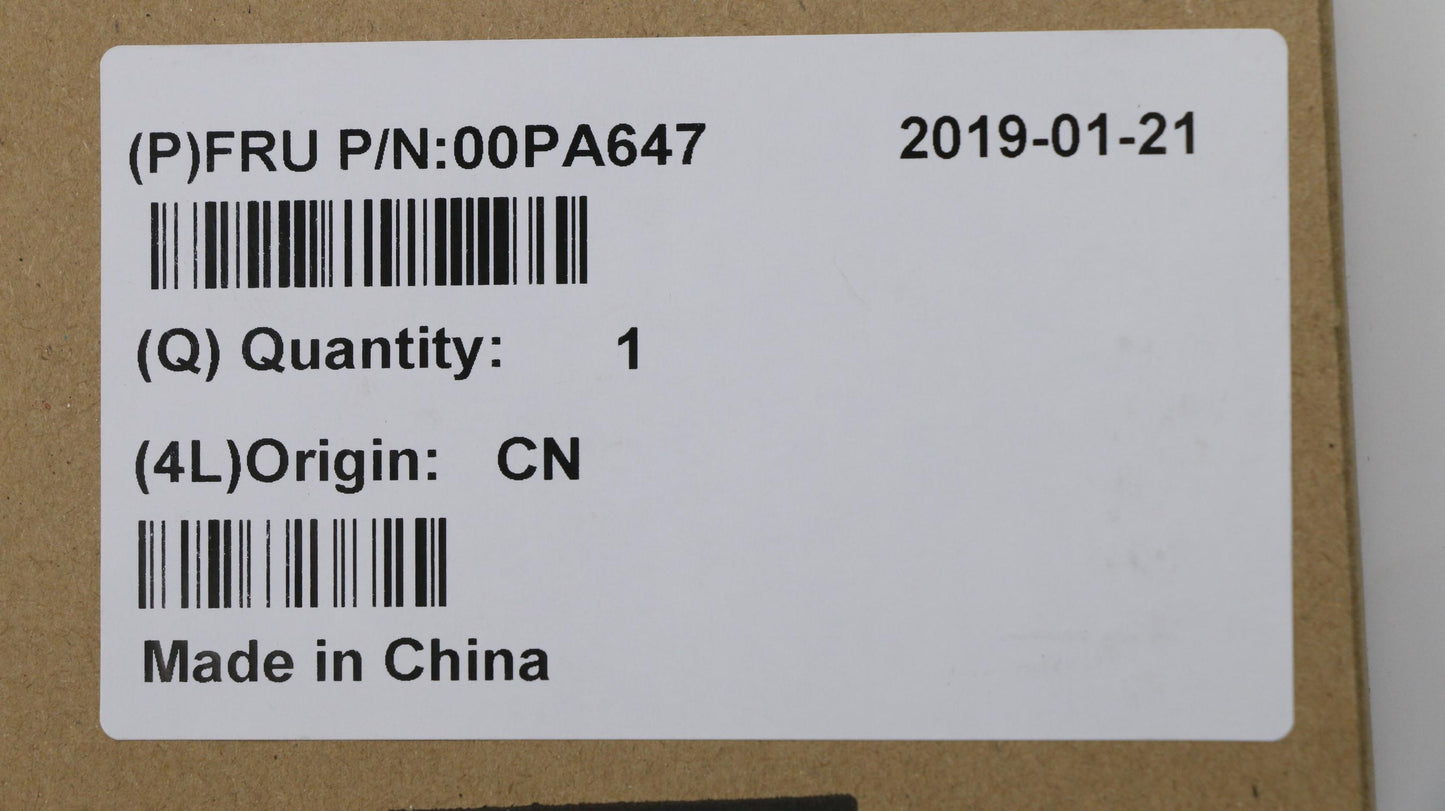 (P)FRU P/N:00PA647 2019-01-21
(Q) Quantity: 1
(4L)Origin: CN
Made in China